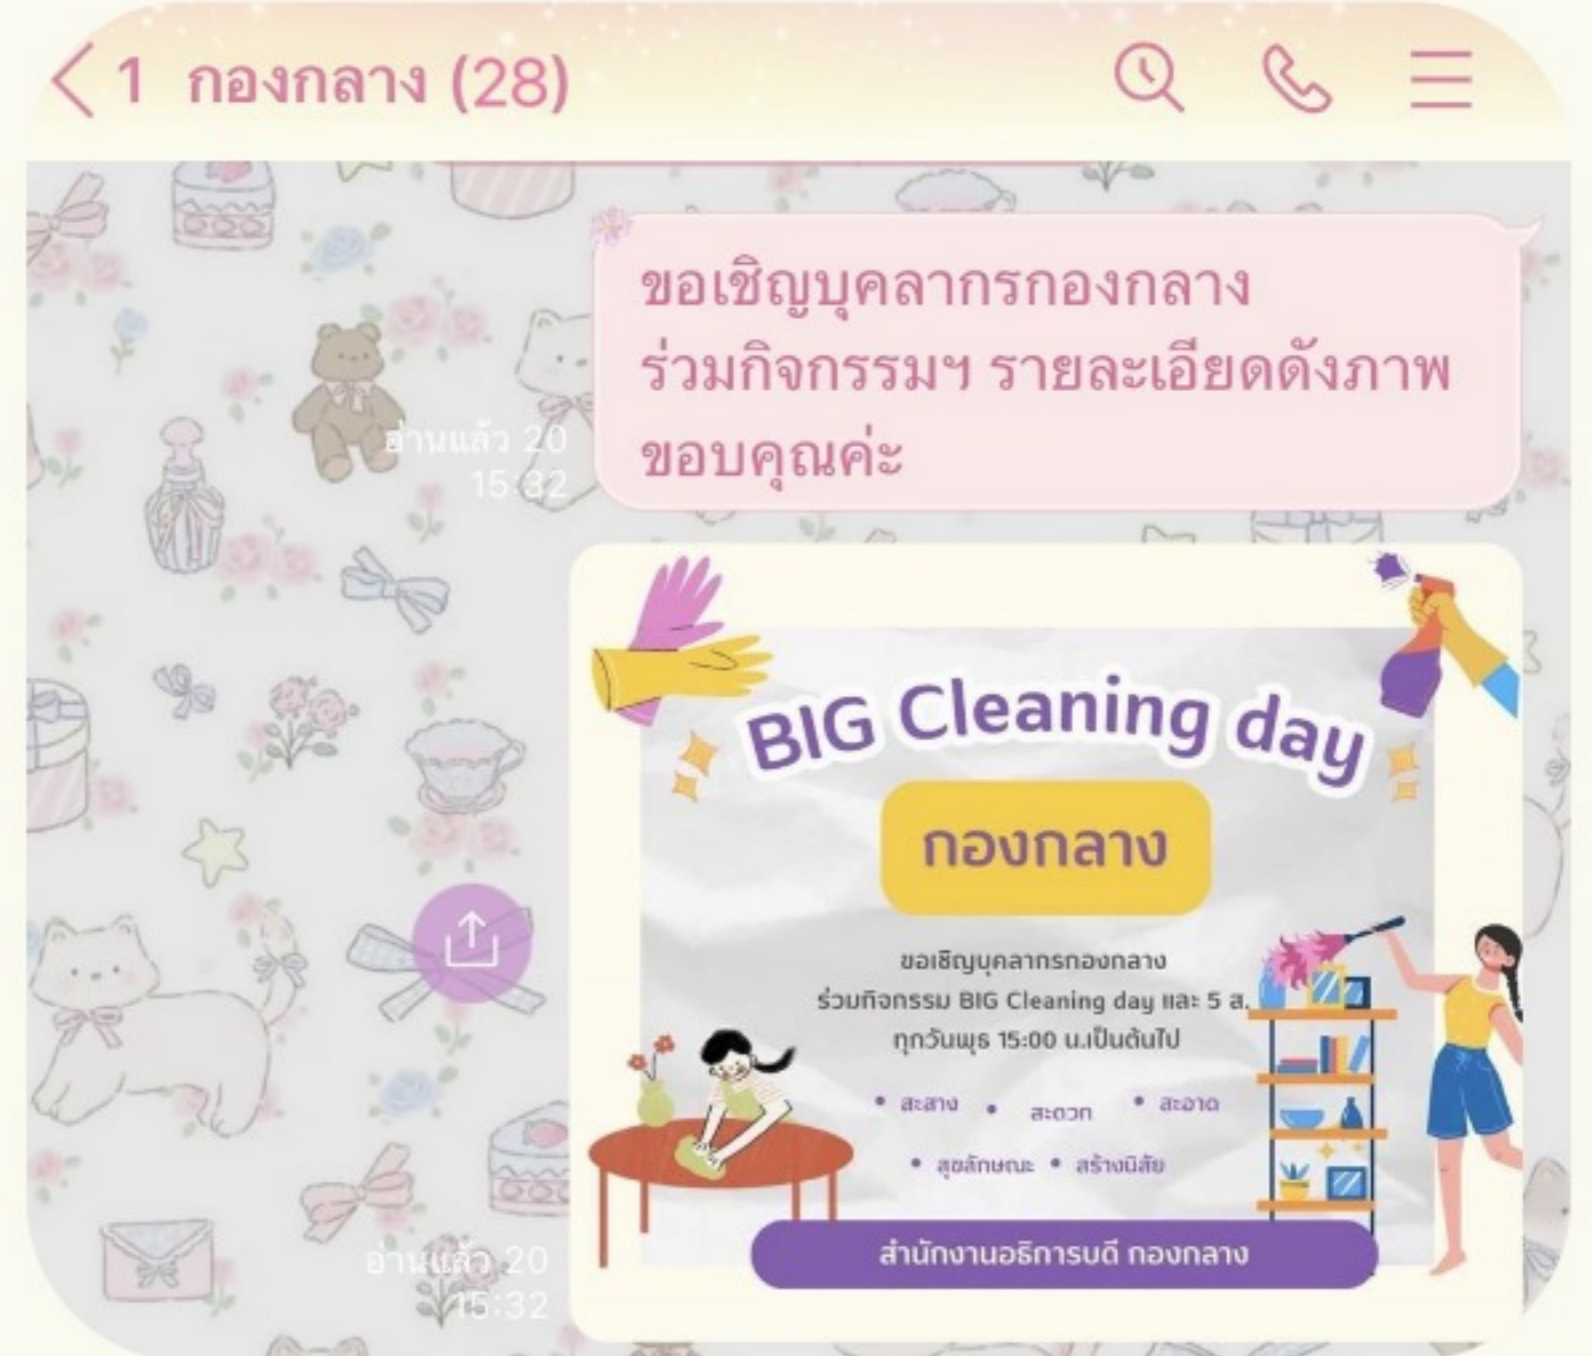 1 กองกลาง (28)
ขอเชิญบุคลากรกองกลาง
ร่วมกิจกรรมฯ รายละเอียดดังภาพ
ขอบคุณค่ะ
อ่านแล้ว 20
15:32
BIG Cleaning day
กองกลาง
ขอเชิญบุคลากรกองกลาง
ร่วมกิจกรรม BIG Cleaning day และ 5 ส.
ทุกวันพุธ 15:00 น.เป็นต้นไป
• สะสาง • สะดวก • สะอาด
• สุขลักษณะ • สร้างนิสัย
สำนักงานอธิการบดี กองกลาง
อ่านแล้ว 20
15:32